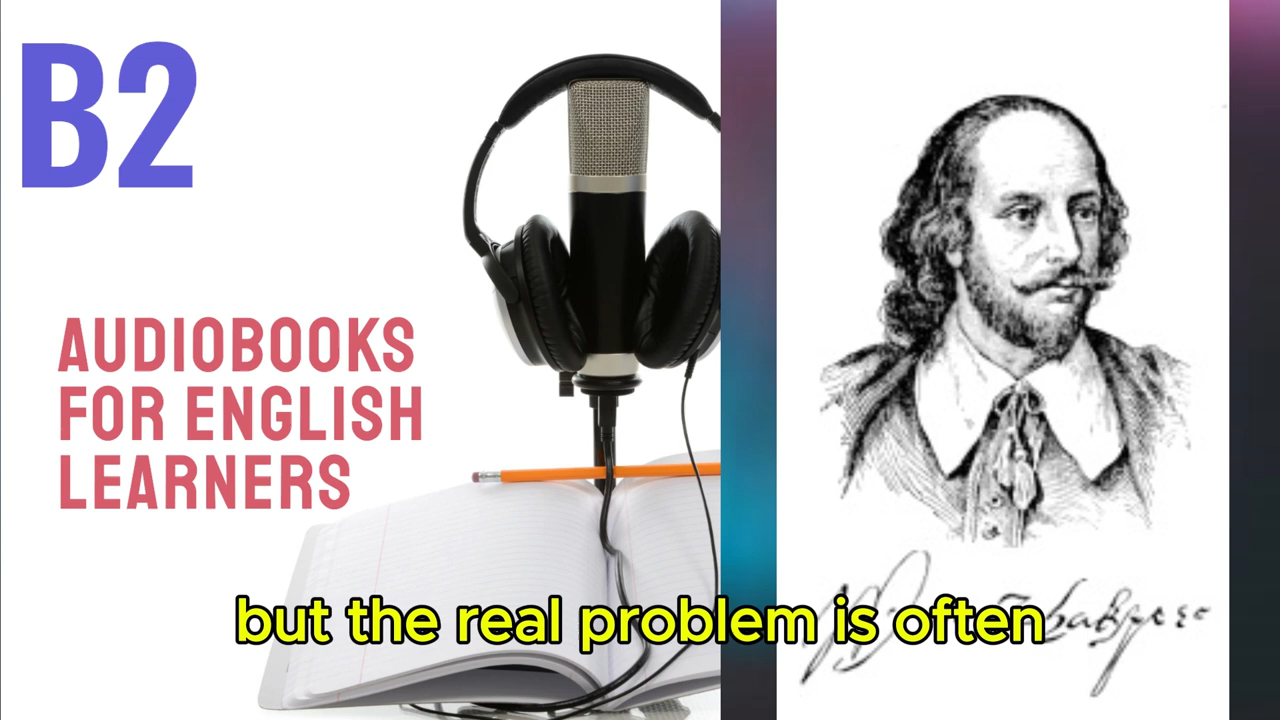 B2
AUDIOBOOKS
FOR ENGLISH
LEARNERS
but the real problem is often